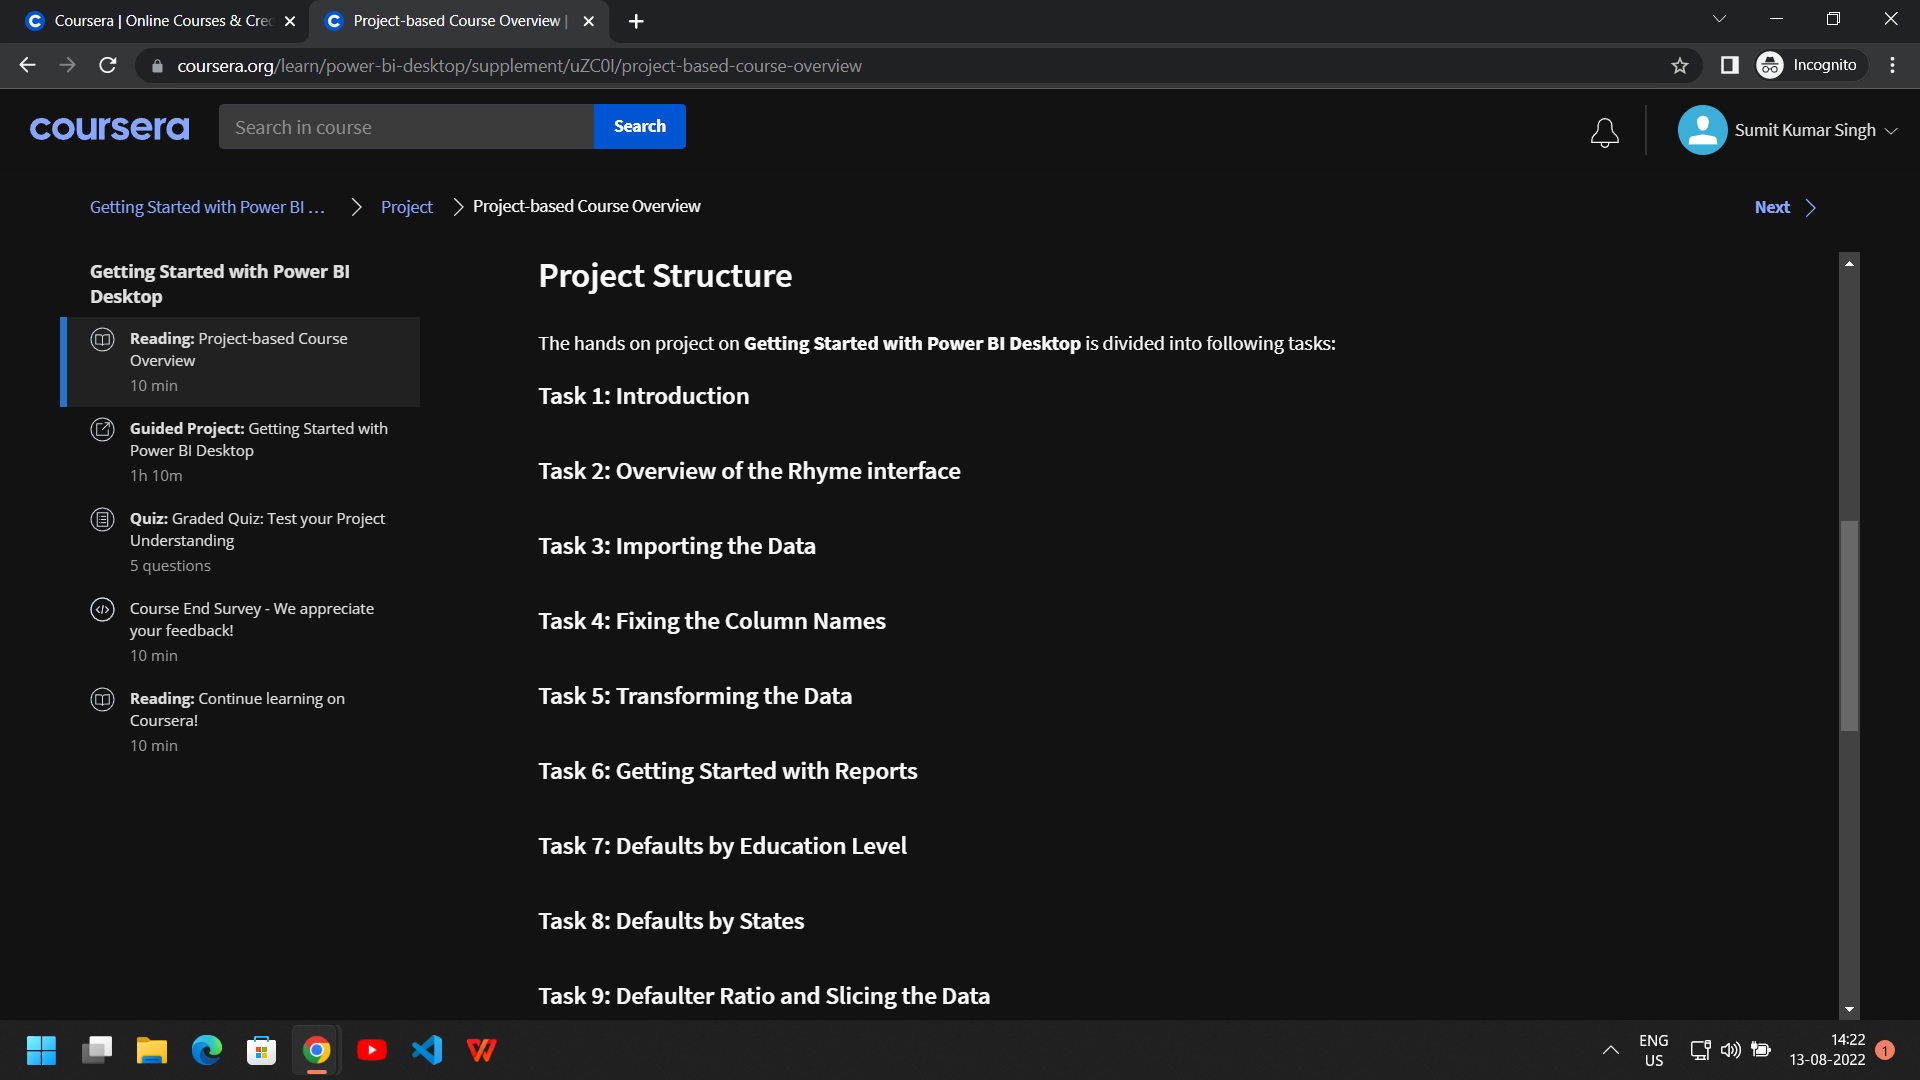 Coursera | Online Courses & Cre
Project-based Course Overview |
coursera.org/learn/power-bi-desktop/supplement/uZC0I/project-based-course-overview
Incognito
coursera
Search in course
Search
Sumit Kumar Singh
Getting Started with Power BI ...
Project
Project-based Course Overview
Next
Getting Started with Power BI
Desktop
Reading: Project-based Course
Overview
10 min
Guided Project: Getting Started with
Power BI Desktop
1h 10m
Quiz: Graded Quiz: Test your Project
Understanding
5 questions
Course End Survey - We appreciate
your feedback!
10 min
Reading: Continue learning on
Coursera!
10 min
Project Structure
The hands on project on Getting Started with Power BI Desktop is divided into following tasks:
Task 1: Introduction
Task 2: Overview of the Rhyme interface
Task 3: Importing the Data
Task 4: Fixing the Column Names
Task 5: Transforming the Data
Task 6: Getting Started with Reports
Task 7: Defaults by Education Level
Task 8: Defaults by States
Task 9: Defaulter Ratio and Slicing the Data
ENG
US
14:22
13-08-2022
1